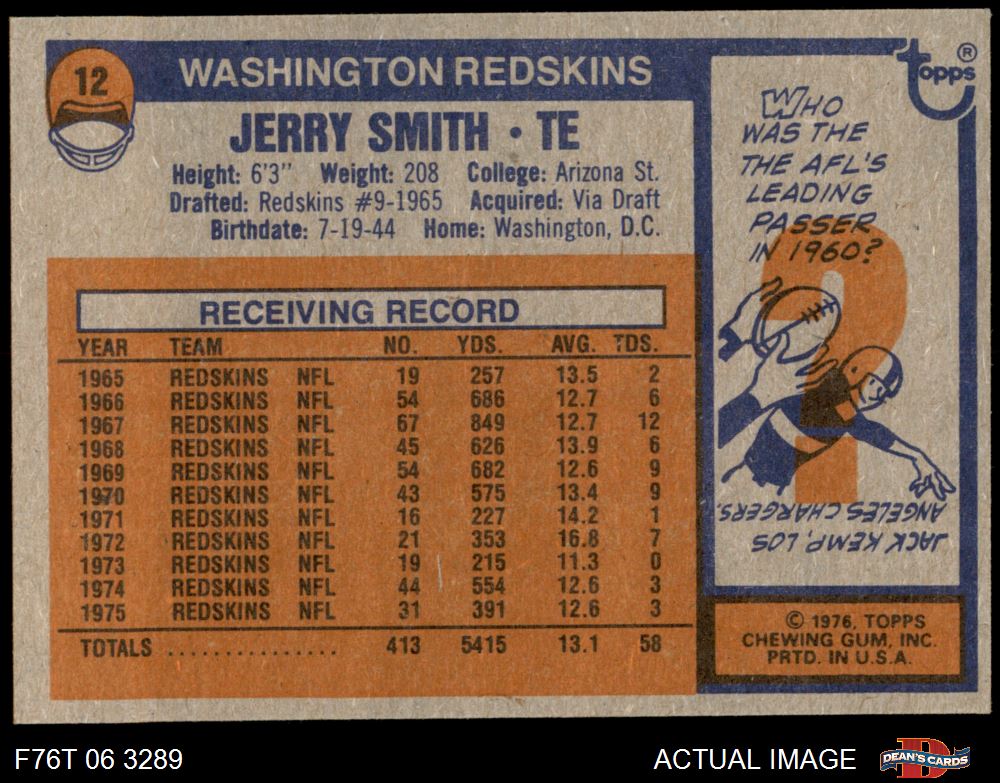 12
WASHINGTON REDSKINS
JERRY SMITH • TE
Height: 6'3" Weight: 208 College: Arizona St.
Drafted: Redskins #9-1965 Acquired: Via Draft
Birthdate: 7-19-44 Home: Washington, D.C.
RECEIVING RECORD
YEAR TEAM NO. YDS. AVG. TDS.
1965 REDSKINS NFL 19 257 13.5 2
1966 REDSKINS NFL 54 686 12.7 6
1967 REDSKINS NFL 67 849 12.7 12
1968 REDSKINS NFL 45 626 13.9 6
1969 REDSKINS NFL 54 682 12.6 9
1970 REDSKINS NFL 43 575 13.4 9
1971 REDSKINS NFL 16 227 14.2 1
1972 REDSKINS NFL 21 353 16.8 7
1973 REDSKINS NFL 19 215 11.3 0
1974 REDSKINS NFL 44 554 12.6 3
1975 REDSKINS NFL 31 391 12.6 3
TOTALS ................ 413 5415 13.1 58
topps®
WHO
WAS THE
THE AFL'S
LEADING
PASSER
IN 1960?
JACK KEMP, LOS
ANGELES CHARGERS.
© 1976, TOPPS
CHEWING GUM, INC.
PRTD. IN U.S.A.
F76T 06 3289
ACTUAL IMAGE
D
DEAN'S CARDS